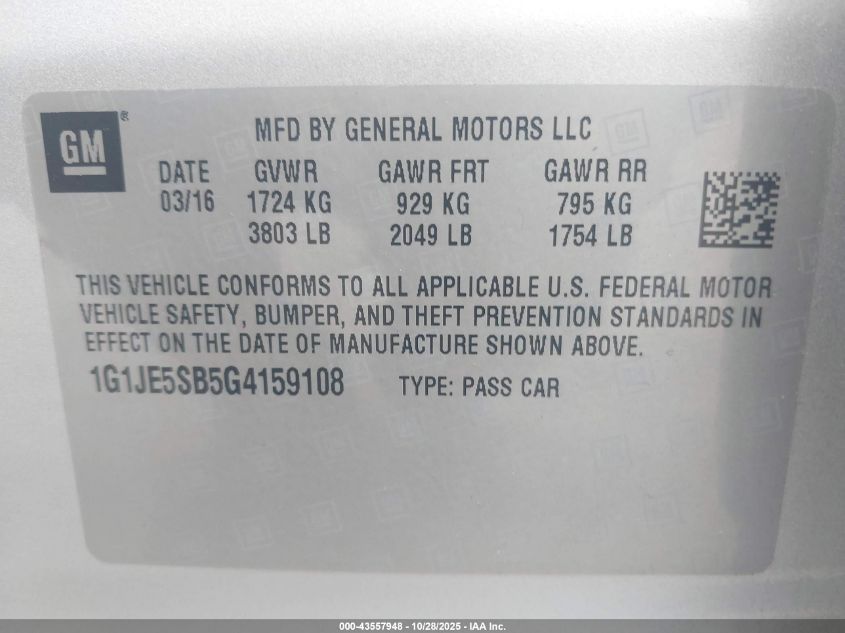 GM®
MFD BY GENERAL MOTORS LLC
DATE GVWR GAWR FRT GAWR RR
03/16 1724 KG 929 KG 795 KG
3803 LB 2049 LB 1754 LB
THIS VEHICLE CONFORMS TO ALL APPLICABLE U.S. FEDERAL MOTOR
VEHICLE SAFETY, BUMPER, AND THEFT PREVENTION STANDARDS IN
EFFECT ON THE DATE OF MANUFACTURE SHOWN ABOVE.
1G1JE5SB5G4159108 TYPE: PASS CAR
000-43557948 - 10/28/2025 - IAA Inc.